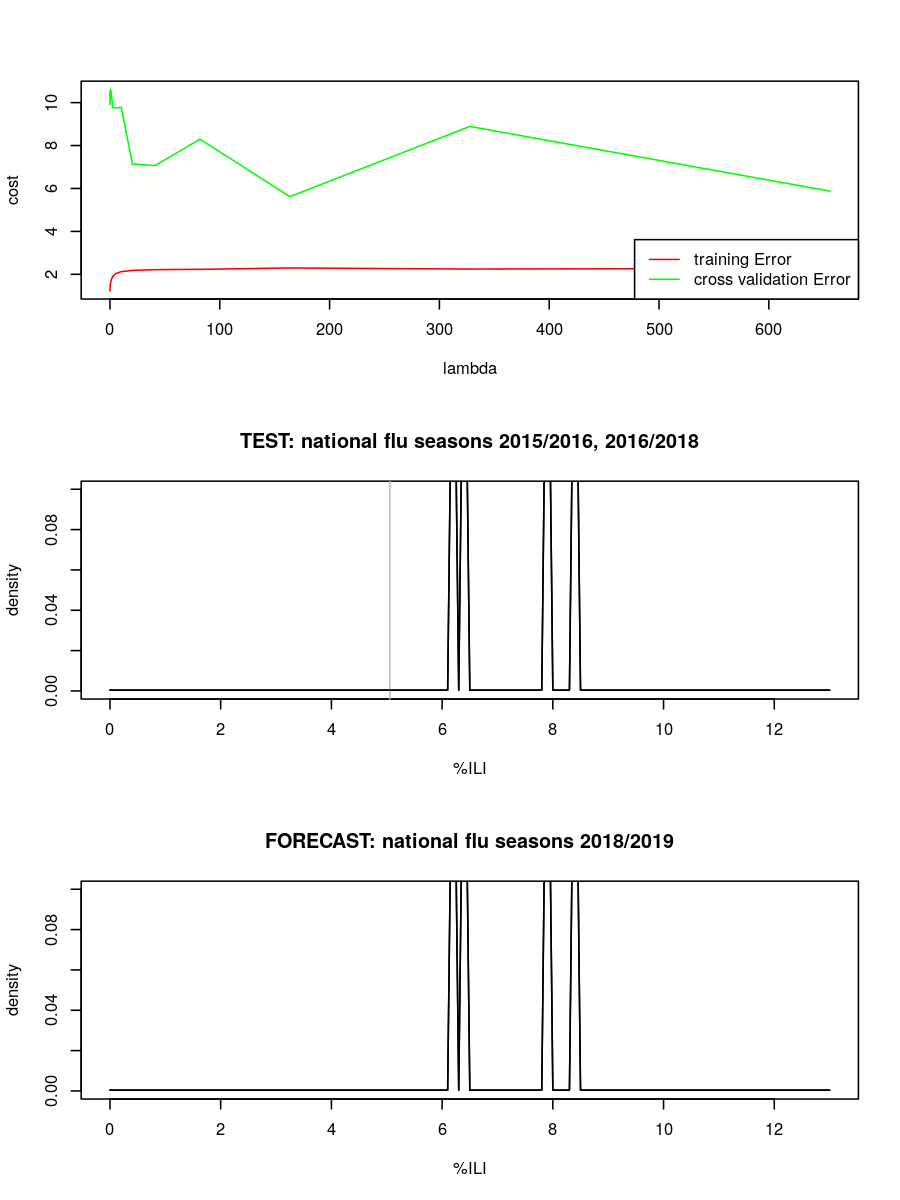 10
8
6
4
2
cost
training Error
cross validation Error
0 100 200 300 400 500 600
lambda
TEST: national flu seasons 2015/2016, 2016/2018
0.08
0.04
0.00
density
0 2 4 6 8 10 12
%ILI
FORECAST: national flu seasons 2018/2019
0.08
0.04
0.00
density
0 2 4 6 8 10 12
%ILI